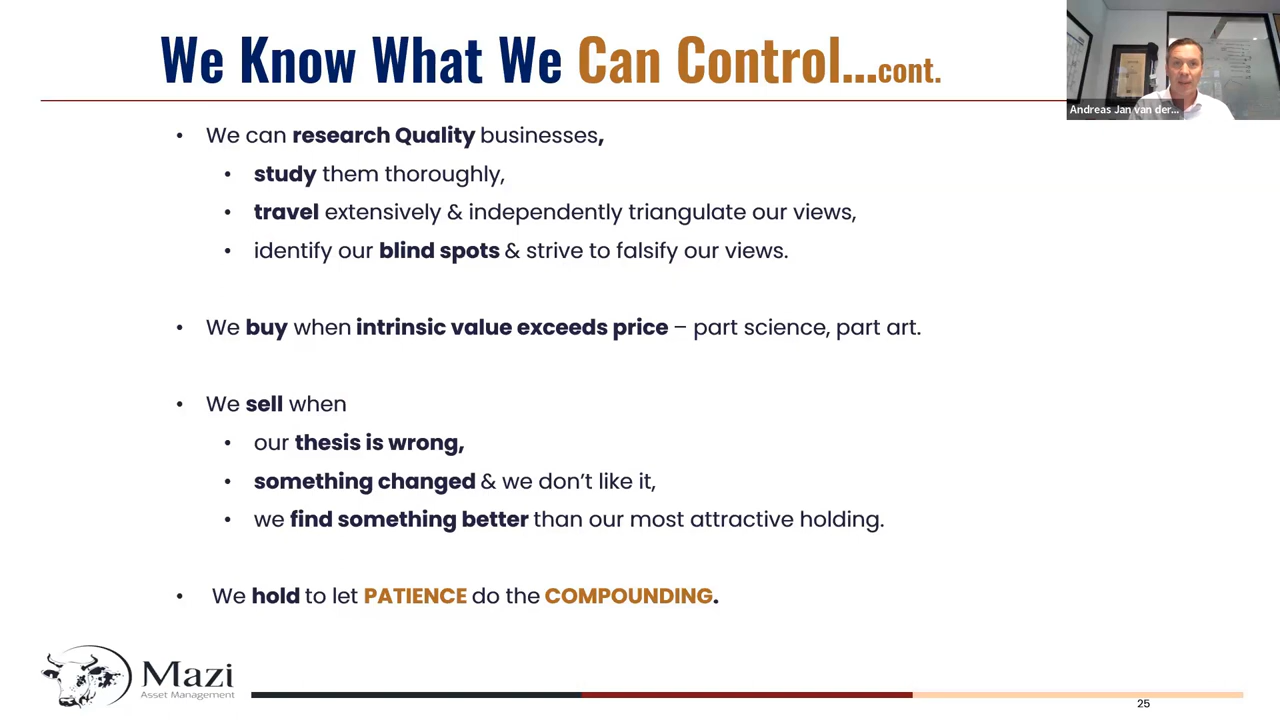 We Know What We Can Control...cont.
Andreas Jan van der...
• We can research Quality businesses,
• study them thoroughly,
• travel extensively & independently triangulate our views,
• identify our blind spots & strive to falsify our views.
• We buy when intrinsic value exceeds price – part science, part art.
• We sell when
• our thesis is wrong,
• something changed & we don’t like it,
• we find something better than our most attractive holding.
• We hold to let PATIENCE do the COMPOUNDING.
Mazi
Asset Management
25